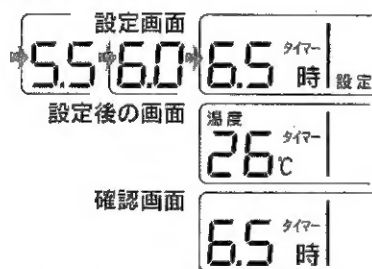 設定画面
5.5 6.0 6.5 タイマー 時 設定
設定後の画面
温度
26℃ タイマー
確認画面
6.5 タイマー 時